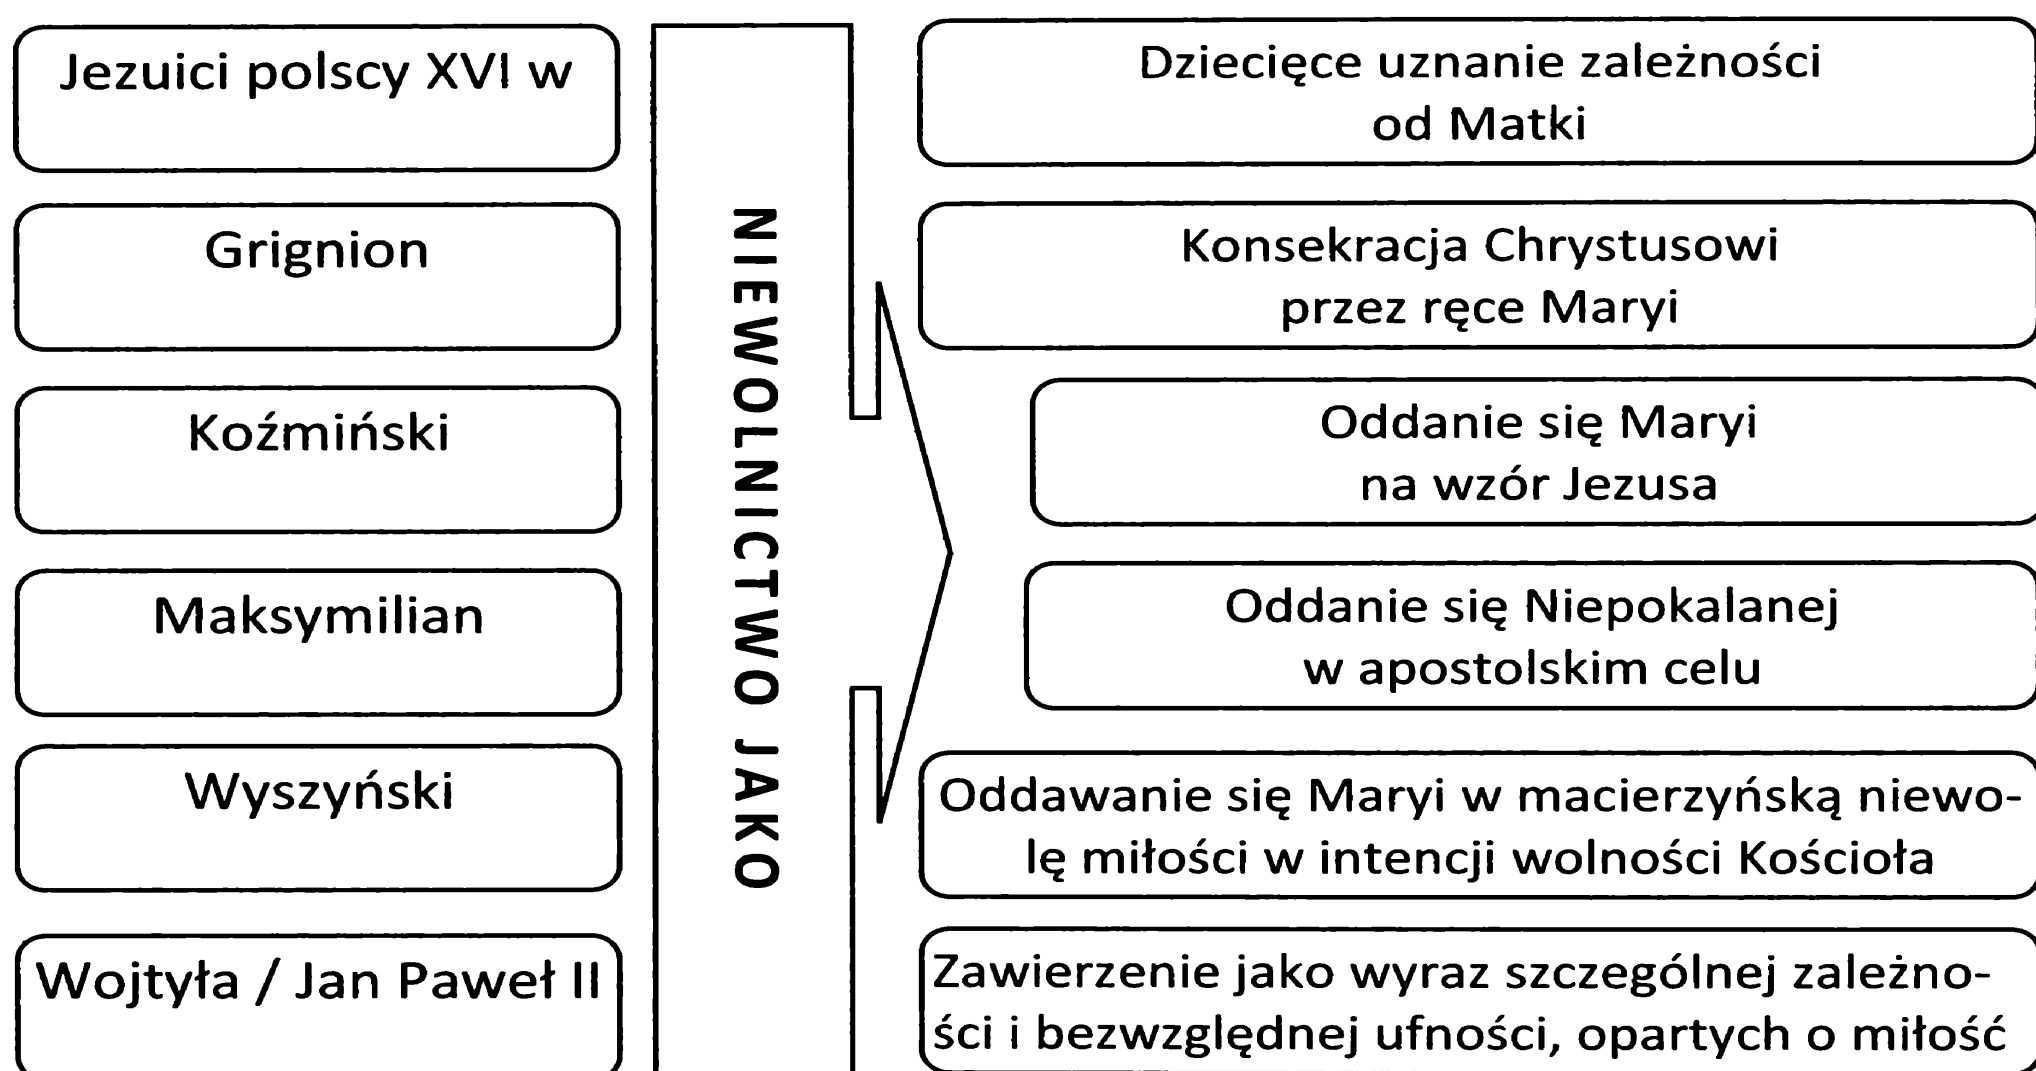 Jezuici polscy XVI w
Grignion
Koźmiński
Maksymilian
Wyszyński
Wojtyła / Jan Paweł II
NIEWOLNICTWO JAKO
Dziecięce uznanie zależności
od Matki
Konsekracja Chrystusowi
przez ręce Maryi
Oddanie się Maryi
na wzór Jezusa
Oddanie się Niepokalanej
w apostolskim celu
Oddawanie się Maryi w macierzyńską niewo-
lę miłości w intencji wolności Kościoła
Zawierzenie jako wyraz szczególnej zależno-
ści i bezwzględnej ufności, opartych o miłość